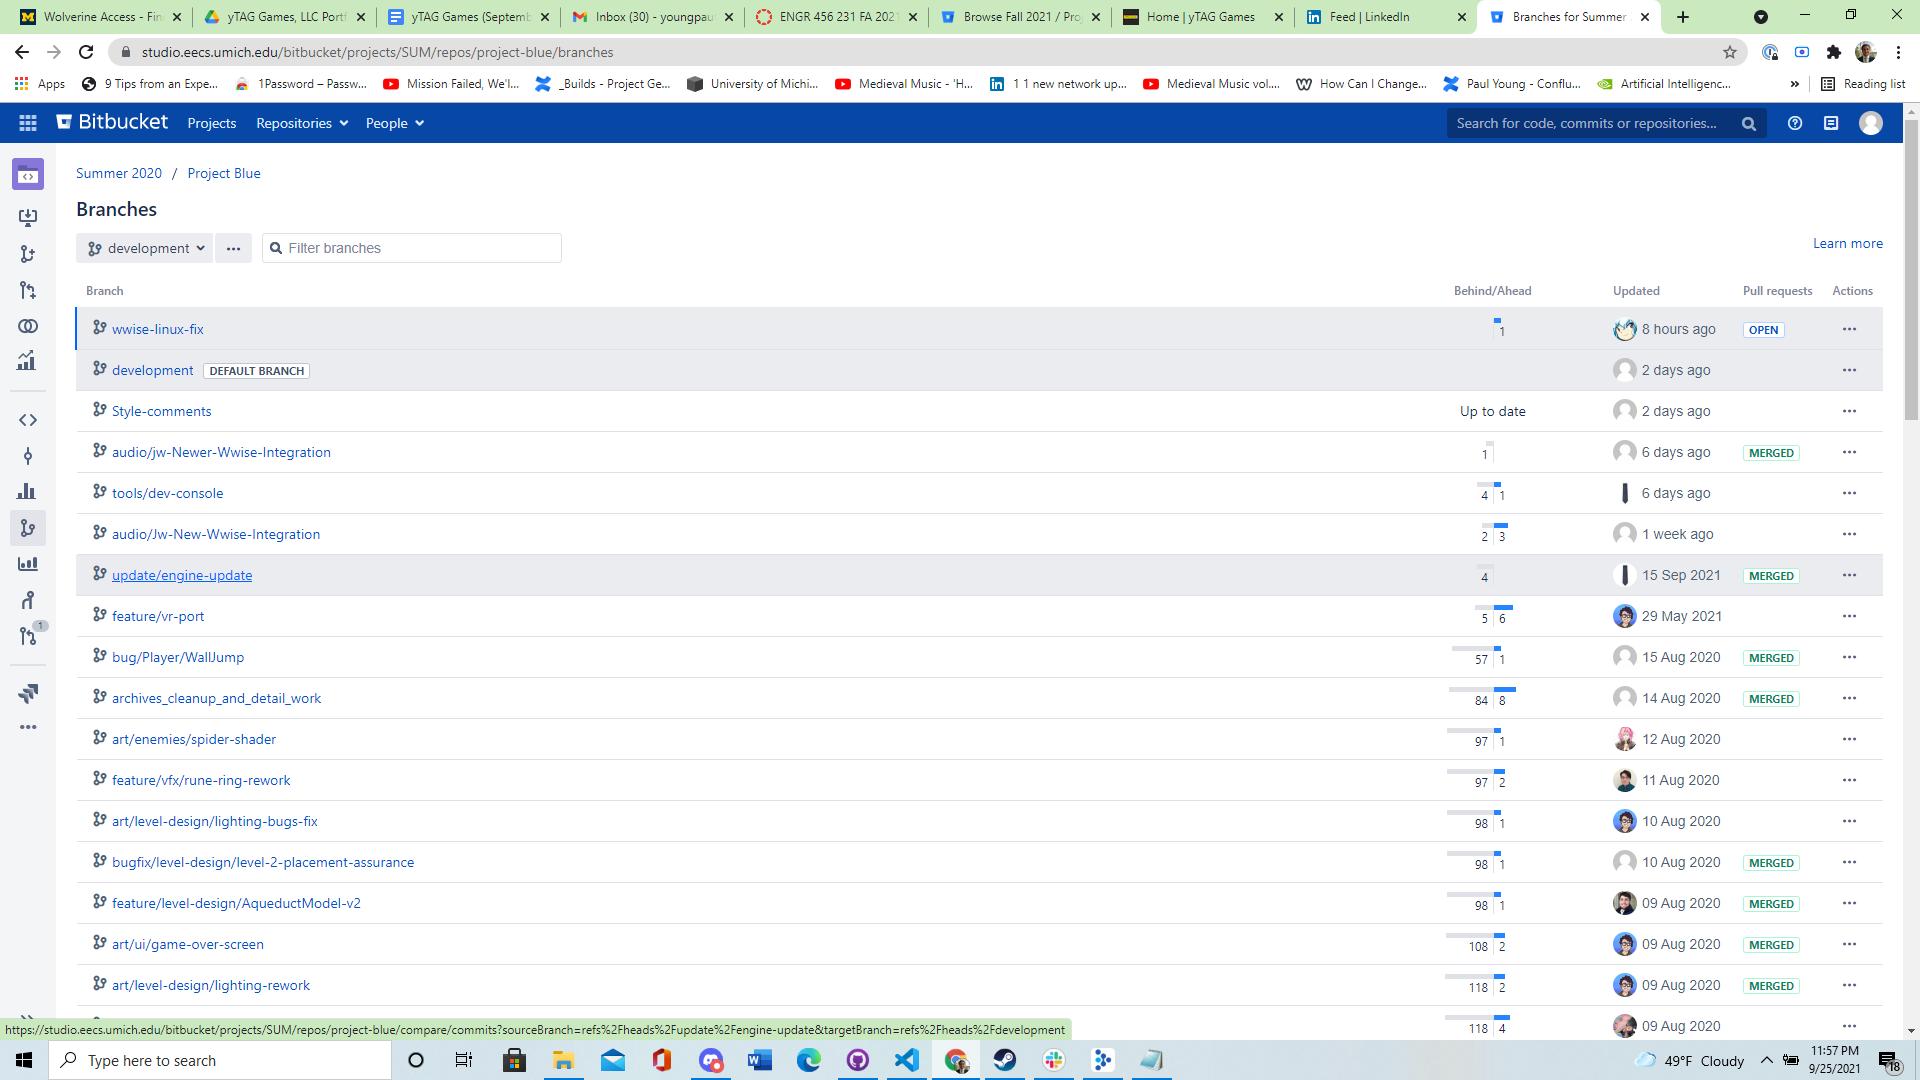 Wolverine Access - Fin
yTAG Games, LLC Portf
yTAG Games (Septemb
Inbox (30) - youngpau
ENGR 456 231 FA 2021
Browse Fall 2021 / Proj
Home | yTAG Games
Feed | LinkedIn
Branches for Summer
studio.eecs.umich.edu/bitbucket/projects/SUM/repos/project-blue/branches
Apps
9 Tips from an Expe...
1Password – Passw...
Mission Failed, We'l...
_Builds - Project Ge...
University of Michi...
Medieval Music - 'H...
1 1 new network up...
Medieval Music vol....
How Can I Change...
Paul Young - Conflu...
Artificial Intelligenc...
»
Reading list
Bitbucket
Projects
Repositories
People
Search for code, commits or repositories...
Summer 2020 / Project Blue
Branches
development
Filter branches
Learn more
Branch Behind/Ahead Updated Pull requests Actions
wwise-linux-fix 1 8 hours ago OPEN
development DEFAULT BRANCH 2 days ago
Style-comments Up to date 2 days ago
audio/jw-Newer-Wwise-Integration 1 6 days ago MERGED
tools/dev-console 4 1 6 days ago
audio/Jw-New-Wwise-Integration 2 3 1 week ago
update/engine-update 4 15 Sep 2021 MERGED
feature/vr-port 5 6 29 May 2021
bug/Player/WallJump 57 1 15 Aug 2020 MERGED
1
archives_cleanup_and_detail_work 84 8 14 Aug 2020 MERGED
art/enemies/spider-shader 97 1 12 Aug 2020
feature/vfx/rune-ring-rework 97 2 11 Aug 2020
art/level-design/lighting-bugs-fix 98 1 10 Aug 2020
bugfix/level-design/level-2-placement-assurance 98 1 10 Aug 2020 MERGED
feature/level-design/AqueductModel-v2 98 1 09 Aug 2020 MERGED
art/ui/game-over-screen 108 2 09 Aug 2020 MERGED
art/level-design/lighting-rework 118 2 09 Aug 2020 MERGED
118 4 09 Aug 2020
https://studio.eecs.umich.edu/bitbucket/projects/SUM/repos/project-blue/compare/commits?sourceBranch=refs%2Fheads%2Fupdate%2Fengine-update&targetBranch=refs%2Fheads%2Fdevelopment
Type here to search
49°F Cloudy
11:57 PM
9/25/2021
18